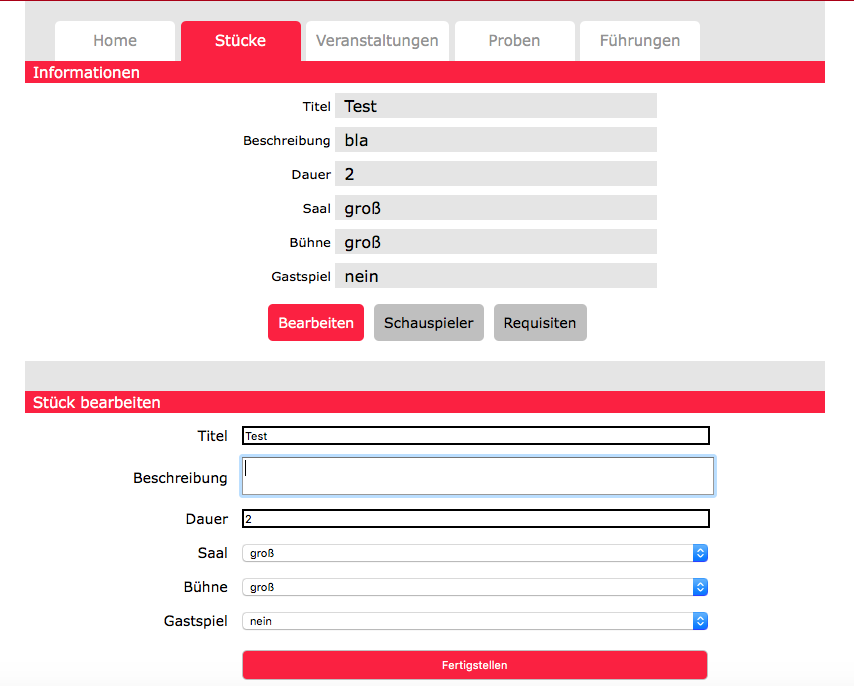 Home Stücke Veranstaltungen Proben Führungen
Informationen
Titel Test
Beschreibung bla
Dauer 2
Saal groß
Bühne groß
Gastspiel nein
Bearbeiten Schauspieler Requisiten
Stück bearbeiten
Titel Test
Beschreibung
Dauer 2
Saal groß
Bühne groß
Gastspiel nein
Fertigstellen